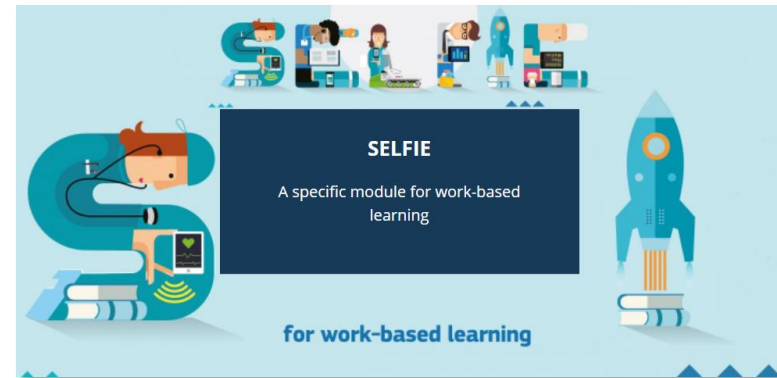 SELFIE
SELFIE
A specific module for work-based
learning
for work-based learning